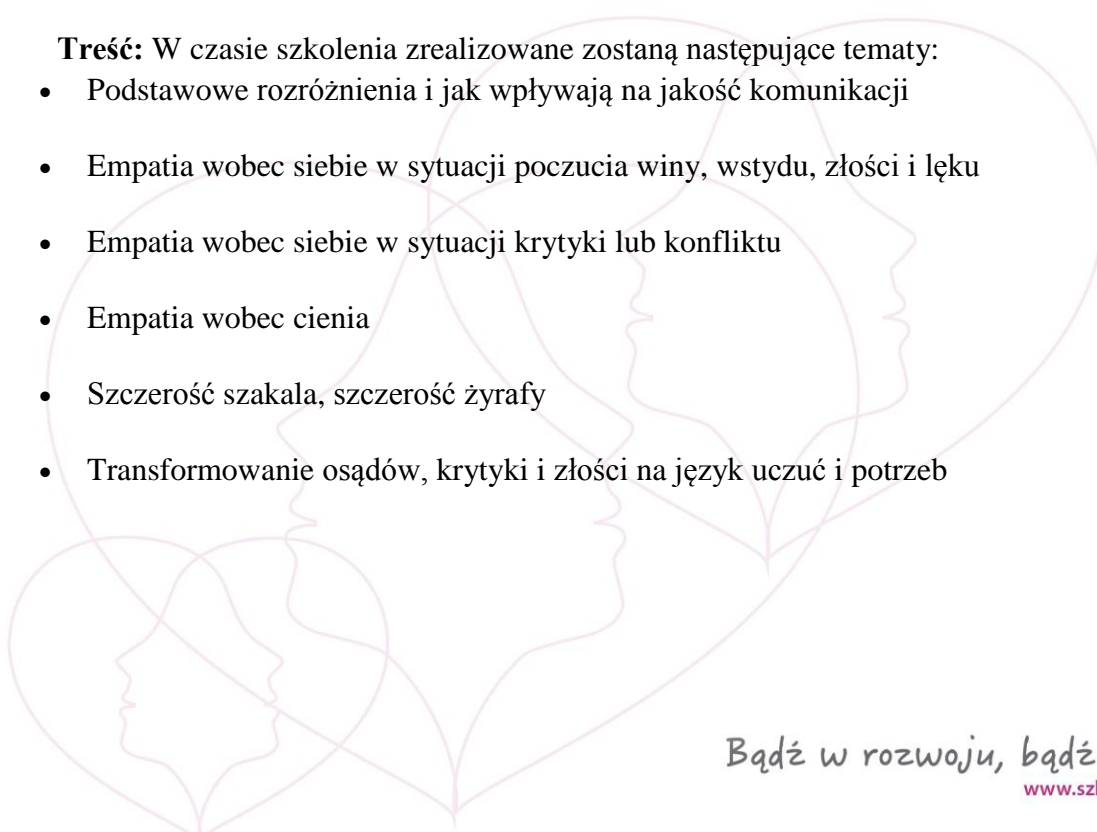 Treść: W czasie szkolenia zrealizowane zostaną następujące tematy:
• Podstawowe rozróżnienia i jak wpływają na jakość komunikacji
• Empatia wobec siebie w sytuacji poczucia winy, wstydu, złości i lęku
• Empatia wobec siebie w sytuacji krytyki lub konfliktu
• Empatia wobec cienia
• Szczerość szakala, szczerość żyrafy
• Transformowanie osądów, krytyki i złości na język uczuć i potrzeb
Bądź w rozwoju, bądź